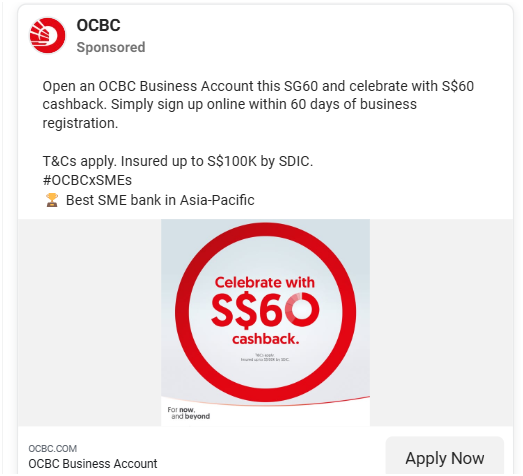 OCBC
Sponsored
Open an OCBC Business Account this SG60 and celebrate with S$60
cashback. Simply sign up online within 60 days of business
registration.
T&Cs apply. Insured up to S$100K by SDIC.
#OCBCxSMEs
🏆 Best SME bank in Asia-Pacific
Celebrate with
S$60
cashback.
T&Cs apply.
Insured up to S$100K by SDIC.
For now,
and beyond
OCBC.COM
OCBC Business Account
Apply Now